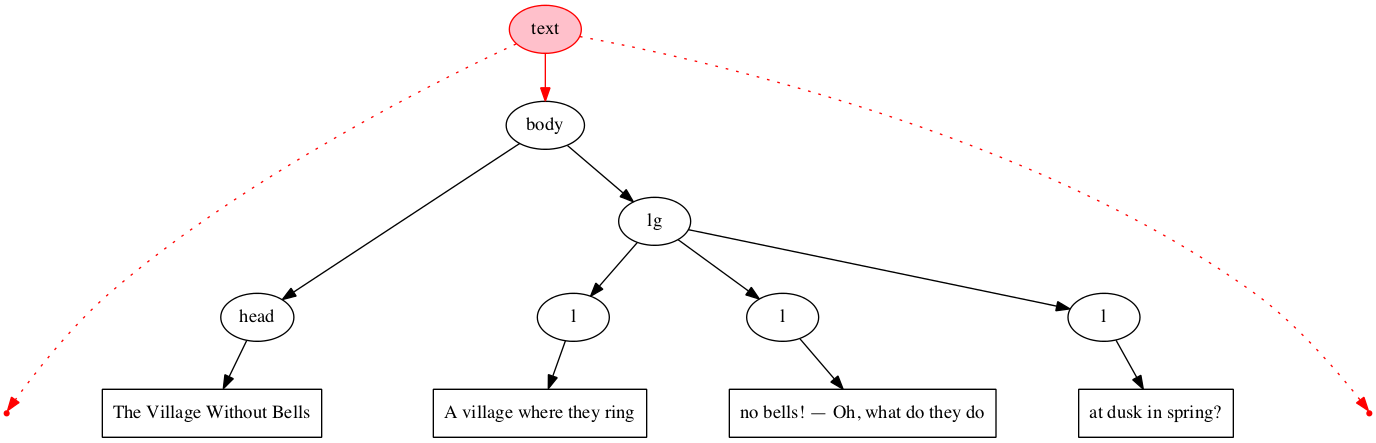 text
body
lg
head
l
l
l
The Village Without Bells
A village where they ring
no bells! — Oh, what do they do
at dusk in spring?